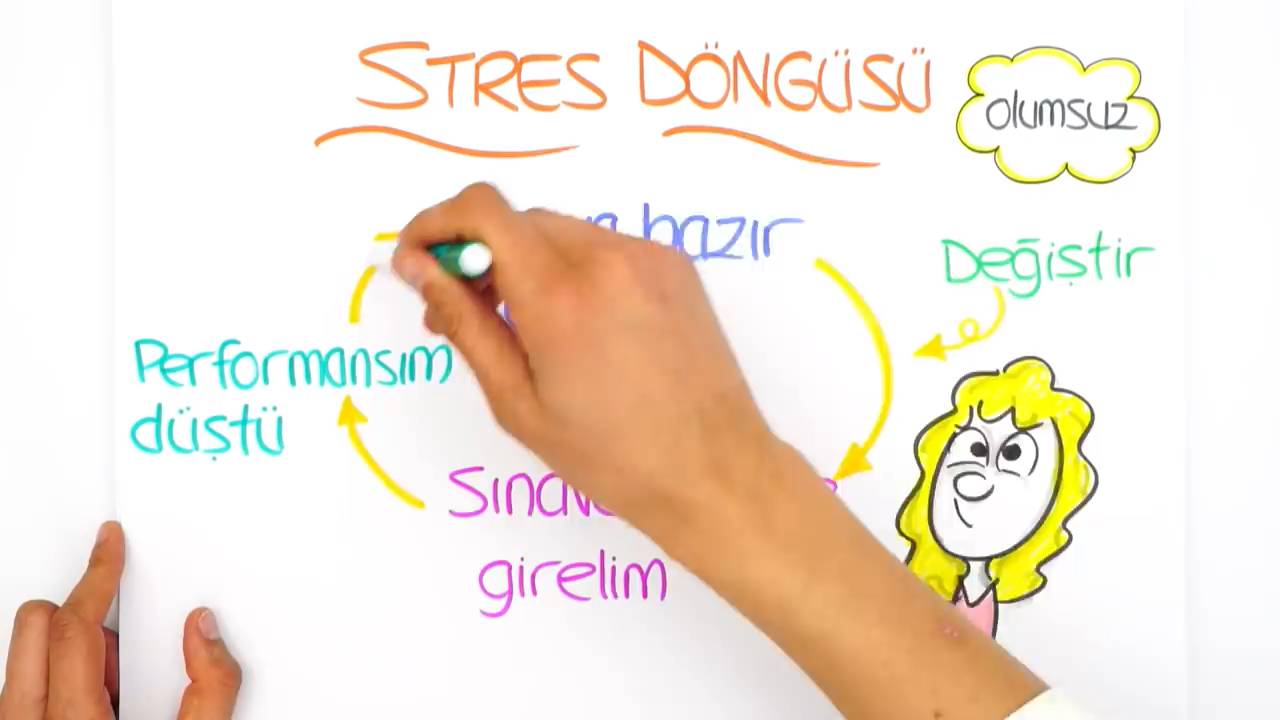 STRES DÖNGÜSÜ
olumsuz
hazır
Değiştir
Performansım
düştü
girelim